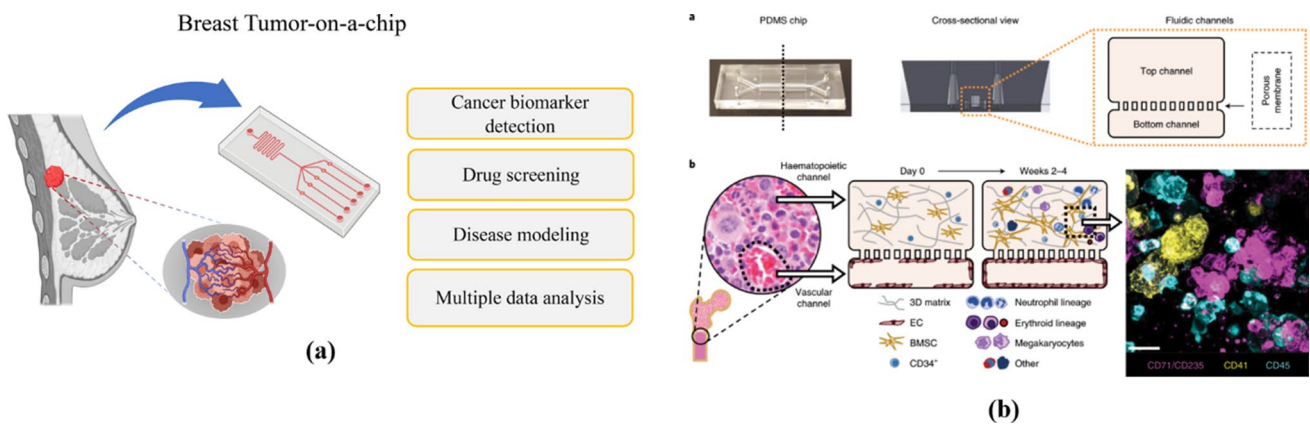 Breast Tumor-on-a-chip
Cancer biomarker
detection
Drug screening
Disease modeling
Multiple data analysis
(a)
a
PDMS chip
Cross-sectional view
Fluidic channels
Top channel
Bottom channel
Porous
membrane
b
Haematopoietic
channel
Day 0
Weeks 2–4
Vascular
channel
3D matrix
Neutrophil lineage
EC
Erythroid lineage
BMSC
Megakaryocytes
CD34+
Other
CD71/CD235
CD41
CD45
(b)